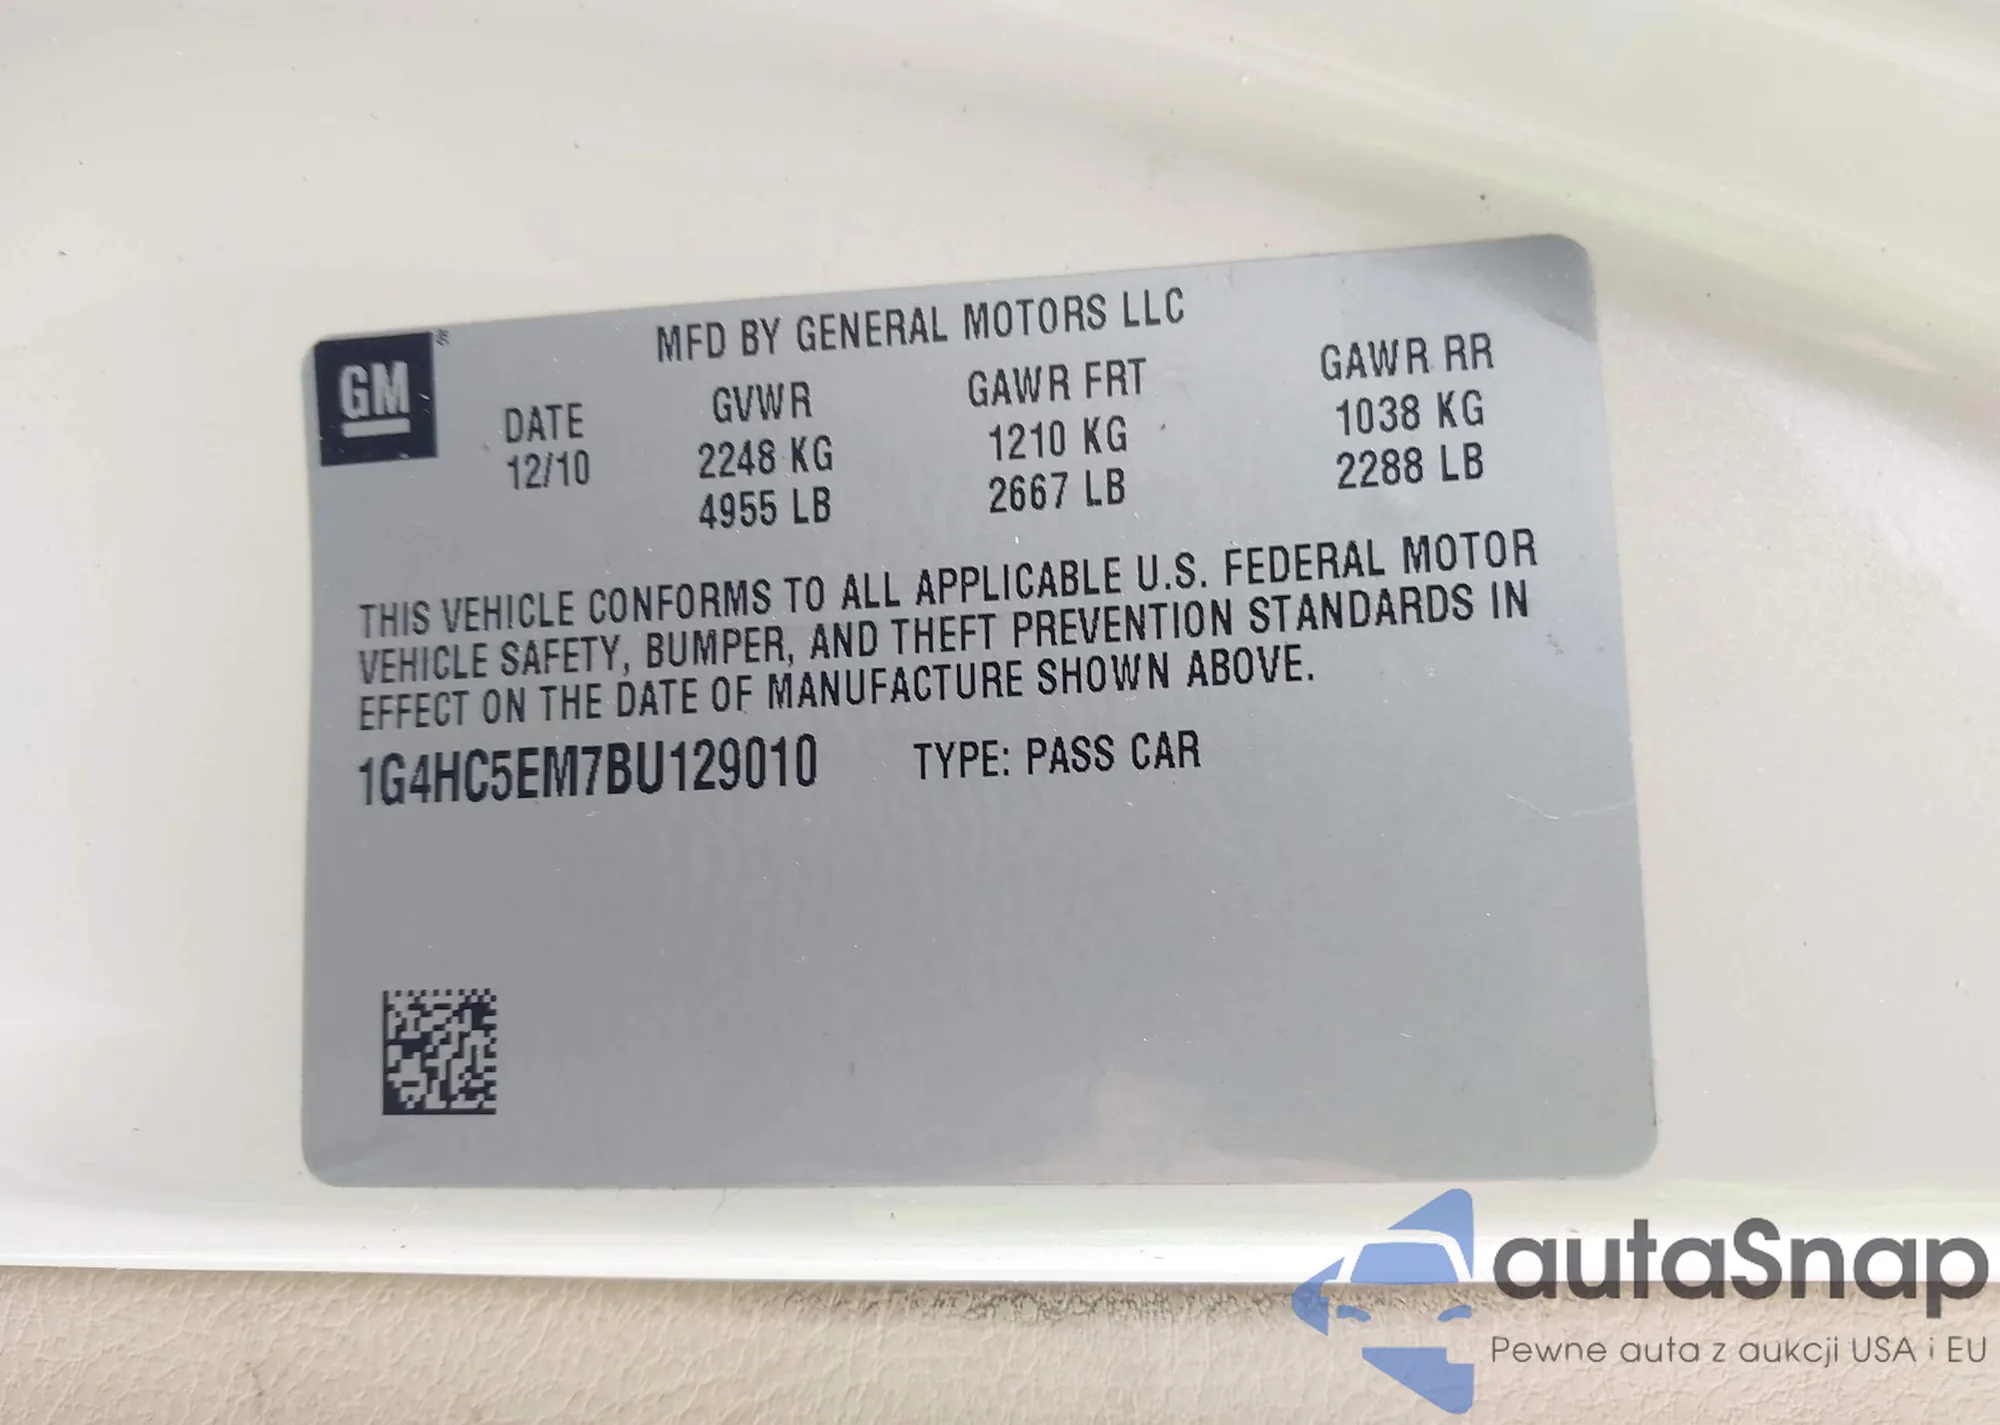 GM ®
MFD BY GENERAL MOTORS LLC
DATE GVWR GAWR FRT GAWR RR
12/10 2248 KG 1210 KG 1038 KG
4955 LB 2667 LB 2288 LB
THIS VEHICLE CONFORMS TO ALL APPLICABLE U.S. FEDERAL MOTOR
VEHICLE SAFETY, BUMPER, AND THEFT PREVENTION STANDARDS IN
EFFECT ON THE DATE OF MANUFACTURE SHOWN ABOVE.
1G4HC5EM7BU129010 TYPE: PASS CAR
autaSnap
Pewne auta z aukcji USA i EU